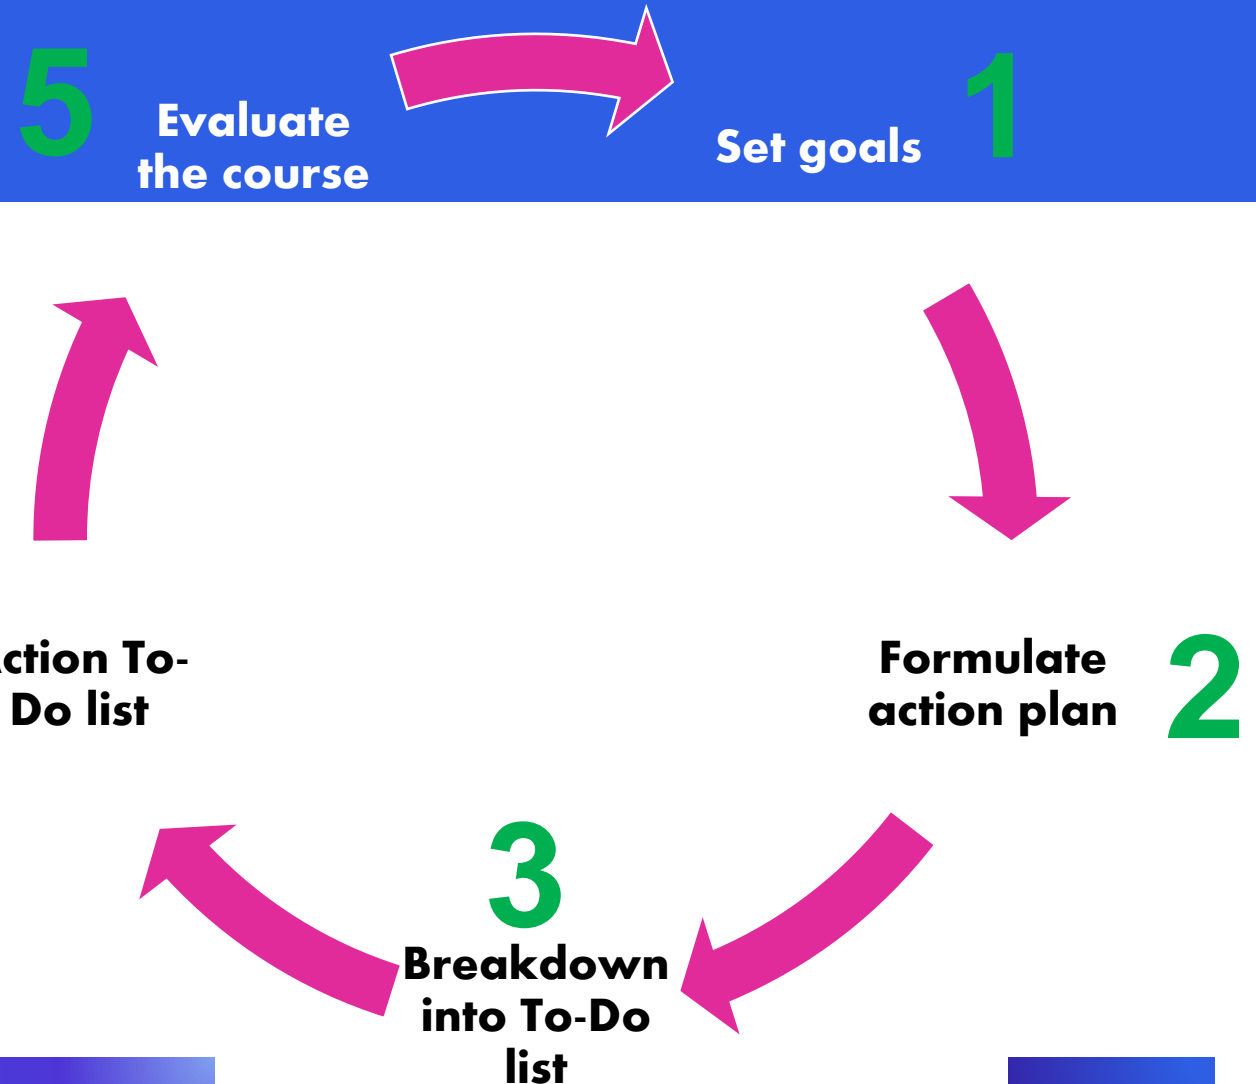 5
Evaluate
the course
Set goals
1
Formulate
action plan
2
3
Breakdown
into To-Do
list
To-
Do list